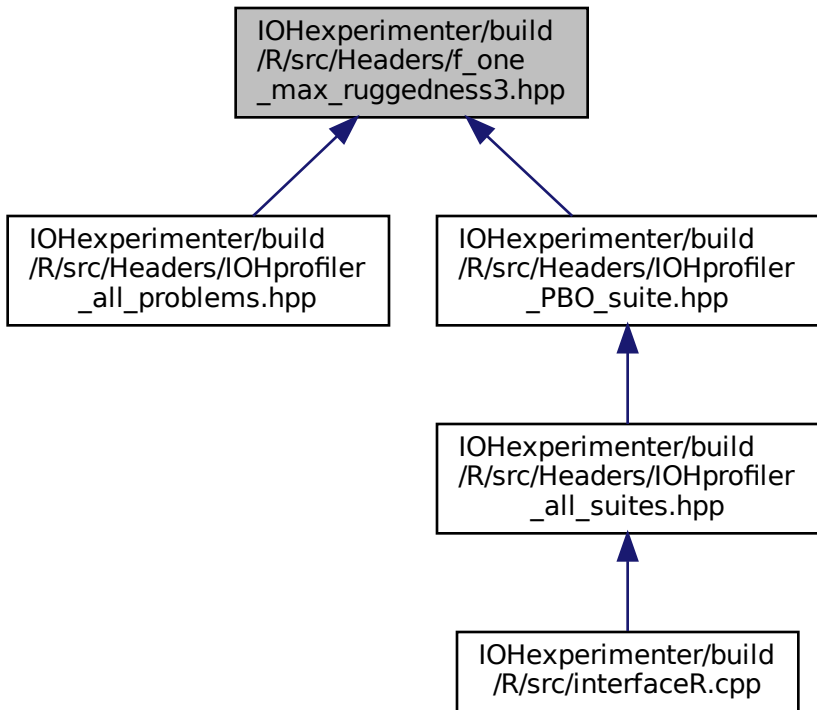 IOHexperimenter/build
/R/src/Headers/f_one
_max_ruggedness3.hpp
IOHexperimenter/build
/R/src/Headers/IOHprofiler
_all_problems.hpp
IOHexperimenter/build
/R/src/Headers/IOHprofiler
_PBO_suite.hpp
IOHexperimenter/build
/R/src/Headers/IOHprofiler
_all_suites.hpp
IOHexperimenter/build
/R/src/interfaceR.cpp